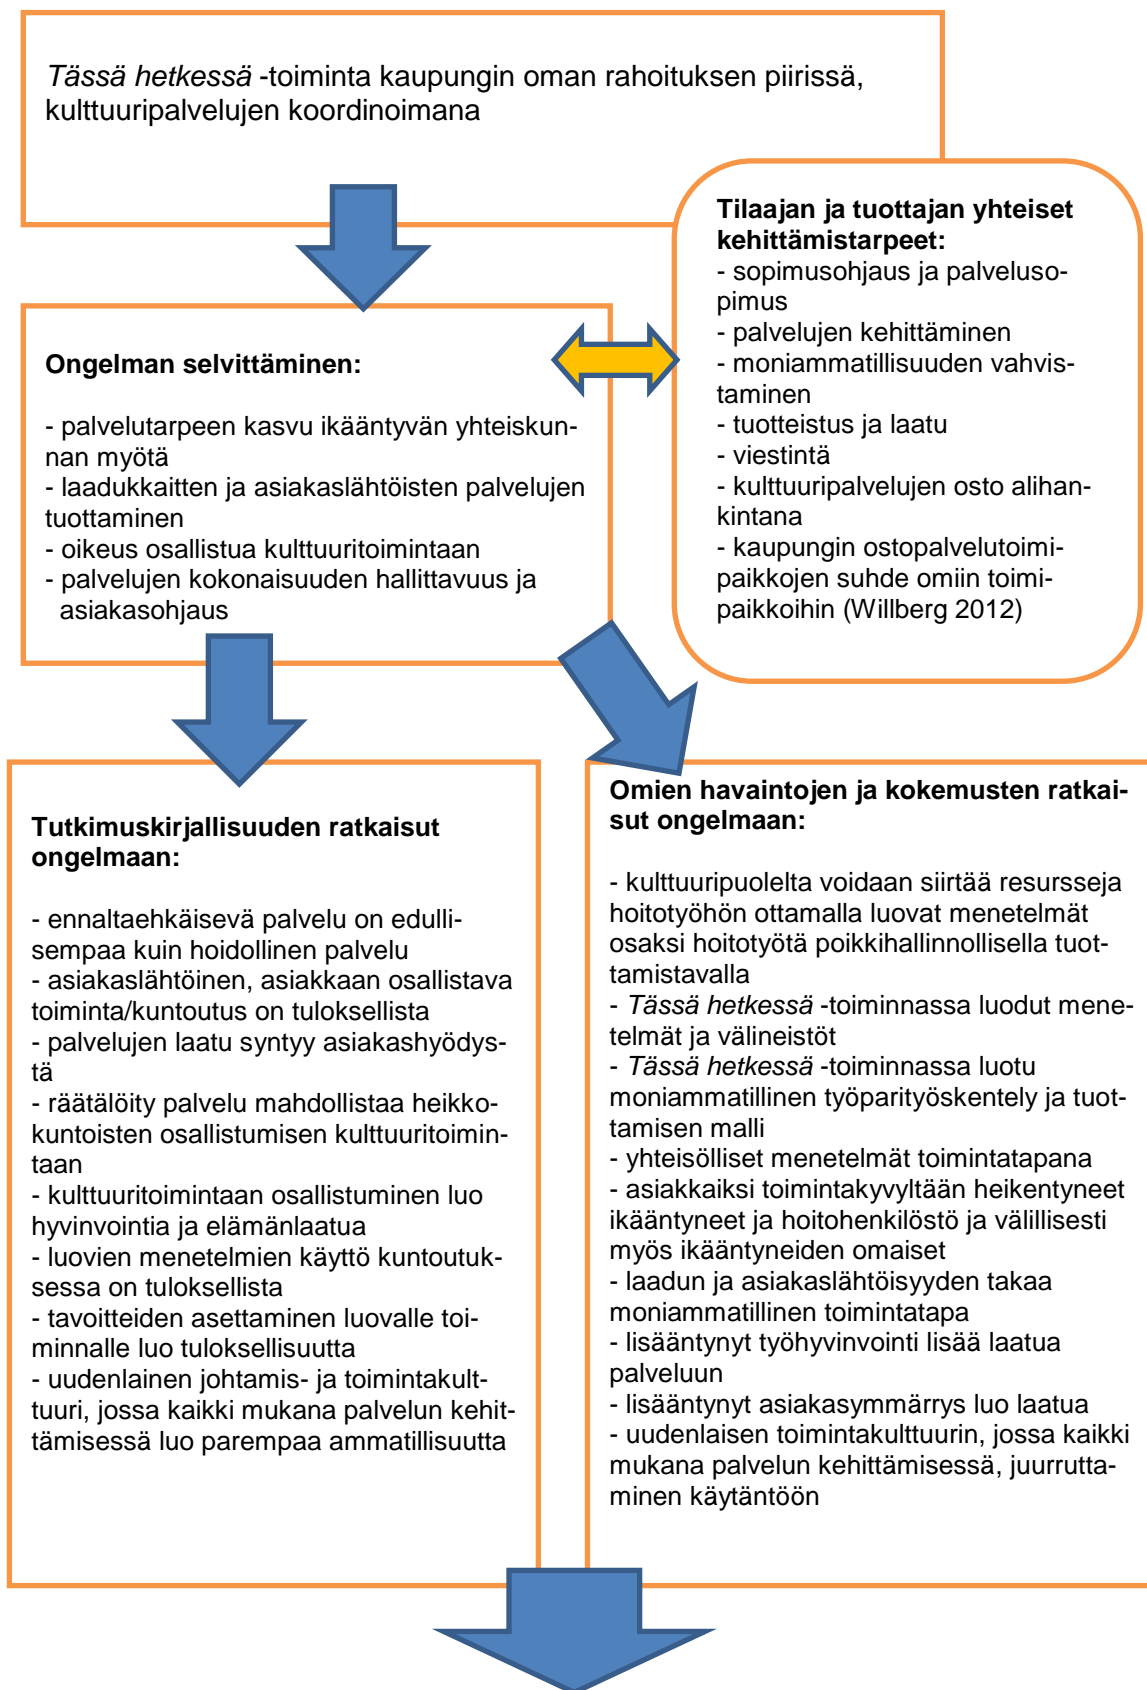 Tässä hetkessä -toiminta kaupungin oman rahoituksen piirissä,
kulttuuripalvelujen koordinoimana
Tilaajan ja tuottajan yhteiset
kehittämistarpeet:
- sopimusohjaus ja palveluso-
pimus
- palvelujen kehittäminen
- moniammatillisuuden vahvis-
taminen
- tuotteistus ja laatu
- viestintä
- kulttuuripalvelujen osto alihan-
kintana
- kaupungin ostopalvelutoimi-
paikkojen suhde omiin toimi-
paikkoihin (Willberg 2012)
Ongelman selvittäminen:
- palvelutarpeen kasvu ikääntyvän yhteiskun-
nan myötä
- laadukkaitten ja asiakaslähtöisten palvelujen
tuottaminen
- oikeus osallistua kulttuuritoimintaan
- palvelujen kokonaisuuden hallittavuus ja
asiakasohjaus
Tutkimuskirjallisuuden ratkaisut
ongelmaan:
- ennaltaehkäisevä palvelu on edulli-
sempaa kuin hoidollinen palvelu
- asiakaslähtöinen, asiakkaan osallistava
toiminta/kuntoutus on tuloksellista
- palvelujen laatu syntyy asiakashyödys-
tä
- räätälöity palvelu mahdollistaa heikko-
kuntoisten osallistumisen kulttuuritoimin-
taan
- kulttuuritoimintaan osallistuminen luo
hyvinvointia ja elämänlaatua
- luovien menetelmien käyttö kuntoutuk-
sessa on tuloksellista
- tavoitteiden asettaminen luovalle toi-
minnalle luo tuloksellisuutta
- uudenlainen johtamis- ja toimintakult-
tuuri, jossa kaikki mukana palvelun kehit-
tämisessä luo parempaa ammatillisuutta
Omien havaintojen ja kokemusten ratkai-
sut ongelmaan:
- kulttuuripuolelta voidaan siirtää resursseja
hoitotyöhön ottamalla luovat menetelmät
osaksi hoitotyötä poikkihallinnollisella tuot-
tamistavalla
- Tässä hetkessä -toiminnassa luodut mene-
telmät ja välineistöt
- Tässä hetkessä -toiminnassa luotu
moniammatillinen työparityöskentely ja tuot-
tamisen malli
- yhteisölliset menetelmät toimintatapana
- asiakkaiksi toimintakyvyltään heikentyneet
ikääntyneet ja hoitohenkilöstö ja välillisesti
myös ikääntyneiden omaiset
- laadun ja asiakaslähtöisyyden takaa
moniammatillinen toimintatapa
- lisääntynyt työhyvinvointi lisää laatua
palveluun
- lisääntynyt asiakasymmärrys luo laatua
- uudenlaisen toimintakulttuurin, jossa kaikki
mukana palvelun kehittämisessä, juurrutta-
minen käytäntöön